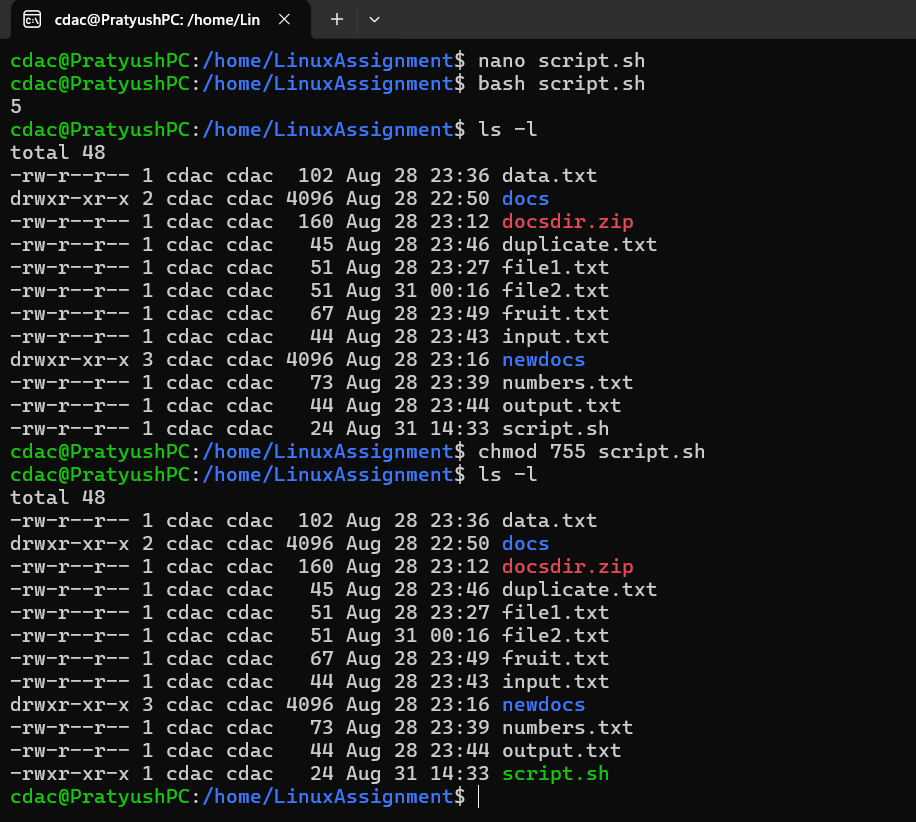 cdac@PratyushPC: /home/Lin
cdac@PratyushPC:/home/LinuxAssignment$ nano script.sh
cdac@PratyushPC:/home/LinuxAssignment$ bash script.sh
5
cdac@PratyushPC:/home/LinuxAssignment$ ls -l
total 48
-rw-r--r-- 1 cdac cdac  102 Aug 28 23:36 data.txt
drwxr-xr-x 2 cdac cdac 4096 Aug 28 22:50 docs
-rw-r--r-- 1 cdac cdac  160 Aug 28 23:12 docsdir.zip
-rw-r--r-- 1 cdac cdac   45 Aug 28 23:46 duplicate.txt
-rw-r--r-- 1 cdac cdac   51 Aug 28 23:27 file1.txt
-rw-r--r-- 1 cdac cdac   51 Aug 31 00:16 file2.txt
-rw-r--r-- 1 cdac cdac   67 Aug 28 23:49 fruit.txt
-rw-r--r-- 1 cdac cdac   44 Aug 28 23:43 input.txt
drwxr-xr-x 3 cdac cdac 4096 Aug 28 23:16 newdocs
-rw-r--r-- 1 cdac cdac   73 Aug 28 23:39 numbers.txt
-rw-r--r-- 1 cdac cdac   44 Aug 28 23:44 output.txt
-rw-r--r-- 1 cdac cdac   24 Aug 31 14:33 script.sh
cdac@PratyushPC:/home/LinuxAssignment$ chmod 755 script.sh
cdac@PratyushPC:/home/LinuxAssignment$ ls -l
total 48
-rw-r--r-- 1 cdac cdac  102 Aug 28 23:36 data.txt
drwxr-xr-x 2 cdac cdac 4096 Aug 28 22:50 docs
-rw-r--r-- 1 cdac cdac  160 Aug 28 23:12 docsdir.zip
-rw-r--r-- 1 cdac cdac   45 Aug 28 23:46 duplicate.txt
-rw-r--r-- 1 cdac cdac   51 Aug 28 23:27 file1.txt
-rw-r--r-- 1 cdac cdac   51 Aug 31 00:16 file2.txt
-rw-r--r-- 1 cdac cdac   67 Aug 28 23:49 fruit.txt
-rw-r--r-- 1 cdac cdac   44 Aug 28 23:43 input.txt
drwxr-xr-x 3 cdac cdac 4096 Aug 28 23:16 newdocs
-rw-r--r-- 1 cdac cdac   73 Aug 28 23:39 numbers.txt
-rw-r--r-- 1 cdac cdac   44 Aug 28 23:44 output.txt
-rwxr-xr-x 1 cdac cdac   24 Aug 31 14:33 script.sh
cdac@PratyushPC:/home/LinuxAssignment$